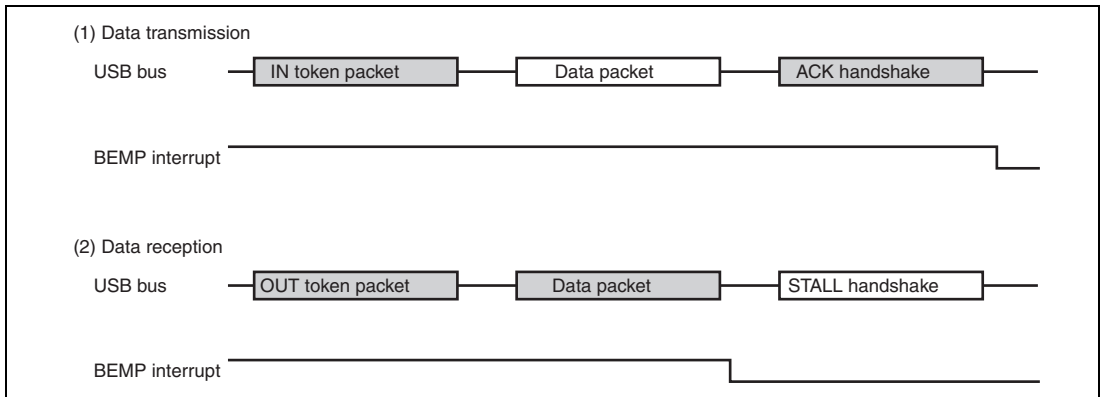 (1) Data transmission
USB bus IN token packet Data packet ACK handshake
BEMP interrupt
(2) Data reception
USB bus OUT token packet Data packet STALL handshake
BEMP interrupt